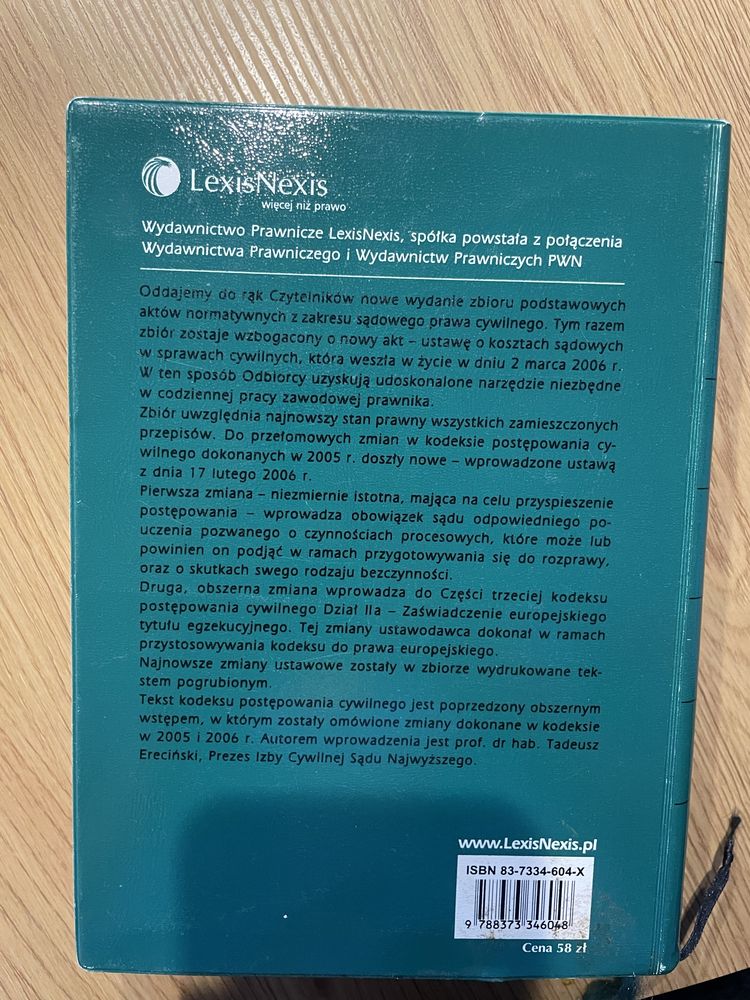 LexisNexis
więcej niż prawo
Wydawnictwo Prawnicze LexisNexis, spółka powstała z połączenia
Wydawnictwa Prawniczego i Wydawnictw Prawniczych PWN
Oddajemy do rąk Czytelników nowe wydanie zbioru podstawowych
aktów normatywnych z zakresu sądowego prawa cywilnego. Tym razem
zbiór zostaje wzbogacony o nowy akt – ustawę o kosztach sądowych
w sprawach cywilnych, która weszła w życie w dniu 2 marca 2006 r.
W ten sposób Odbiorcy uzyskują udoskonalone narzędzie niezbędne
w codziennej pracy zawodowej prawnika.
Zbiór uwzględnia najnowszy stan prawny wszystkich zamieszczonych
przepisów. Do przełomowych zmian w kodeksie postępowania cy-
wilnego dokonanych w 2005 r. doszły nowe – wprowadzone ustawą
z dnia 17 lutego 2006 r.
Pierwsza zmiana – niezmiernie istotna, mająca na celu przyspieszenie
postępowania – wprowadza obowiązek sądu odpowiedniego po-
uczenia pozwanego o czynnościach procesowych, które może lub
powinien on podjąć w ramach przygotowywania się do rozprawy,
oraz o skutkach swego rodzaju bezczynności.
Druga, obszerna zmiana wprowadza do Części trzeciej kodeksu
postępowania cywilnego Dział IIa – Zaświadczenie europejskiego
tytułu egzekucyjnego. Tej zmiany ustawodawca dokonał w ramach
przystosowywania kodeksu do prawa europejskiego.
Najnowsze zmiany ustawowe zostały w zbiorze wydrukowane tek-
stem pogrubionym.
Tekst kodeksu postępowania cywilnego jest poprzedzony obszernym
wstępem, w którym zostały omówione zmiany dokonane w kodeksie
w 2005 i 2006 r. Autorem wprowadzenia jest prof. dr hab. Tadeusz
Ereciński, Prezes Izby Cywilnej Sądu Najwyższego.
www.LexisNexis.pl
ISBN 83-7334-604-X
9 788373 346048
Cena 58 zł